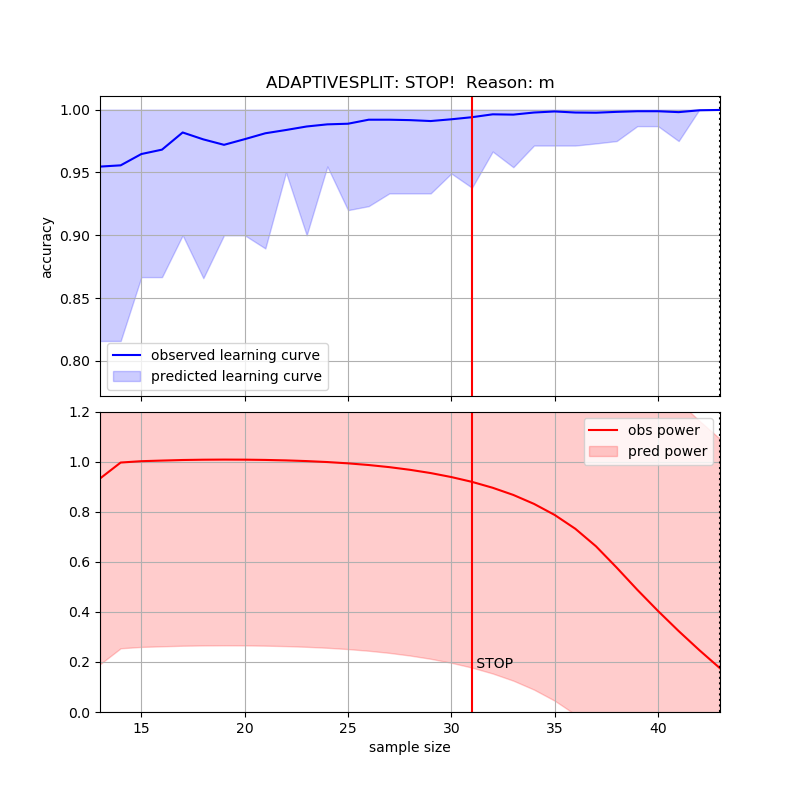 ADAPTIVESPLIT: STOP!  Reason: m
1.00
0.95
0.90
0.85
0.80
accuracy
observed learning curve
predicted learning curve
1.2
1.0
0.8
0.6
0.4
0.2
0.0
obs power
pred power
STOP
15
20
25
30
35
40
sample size